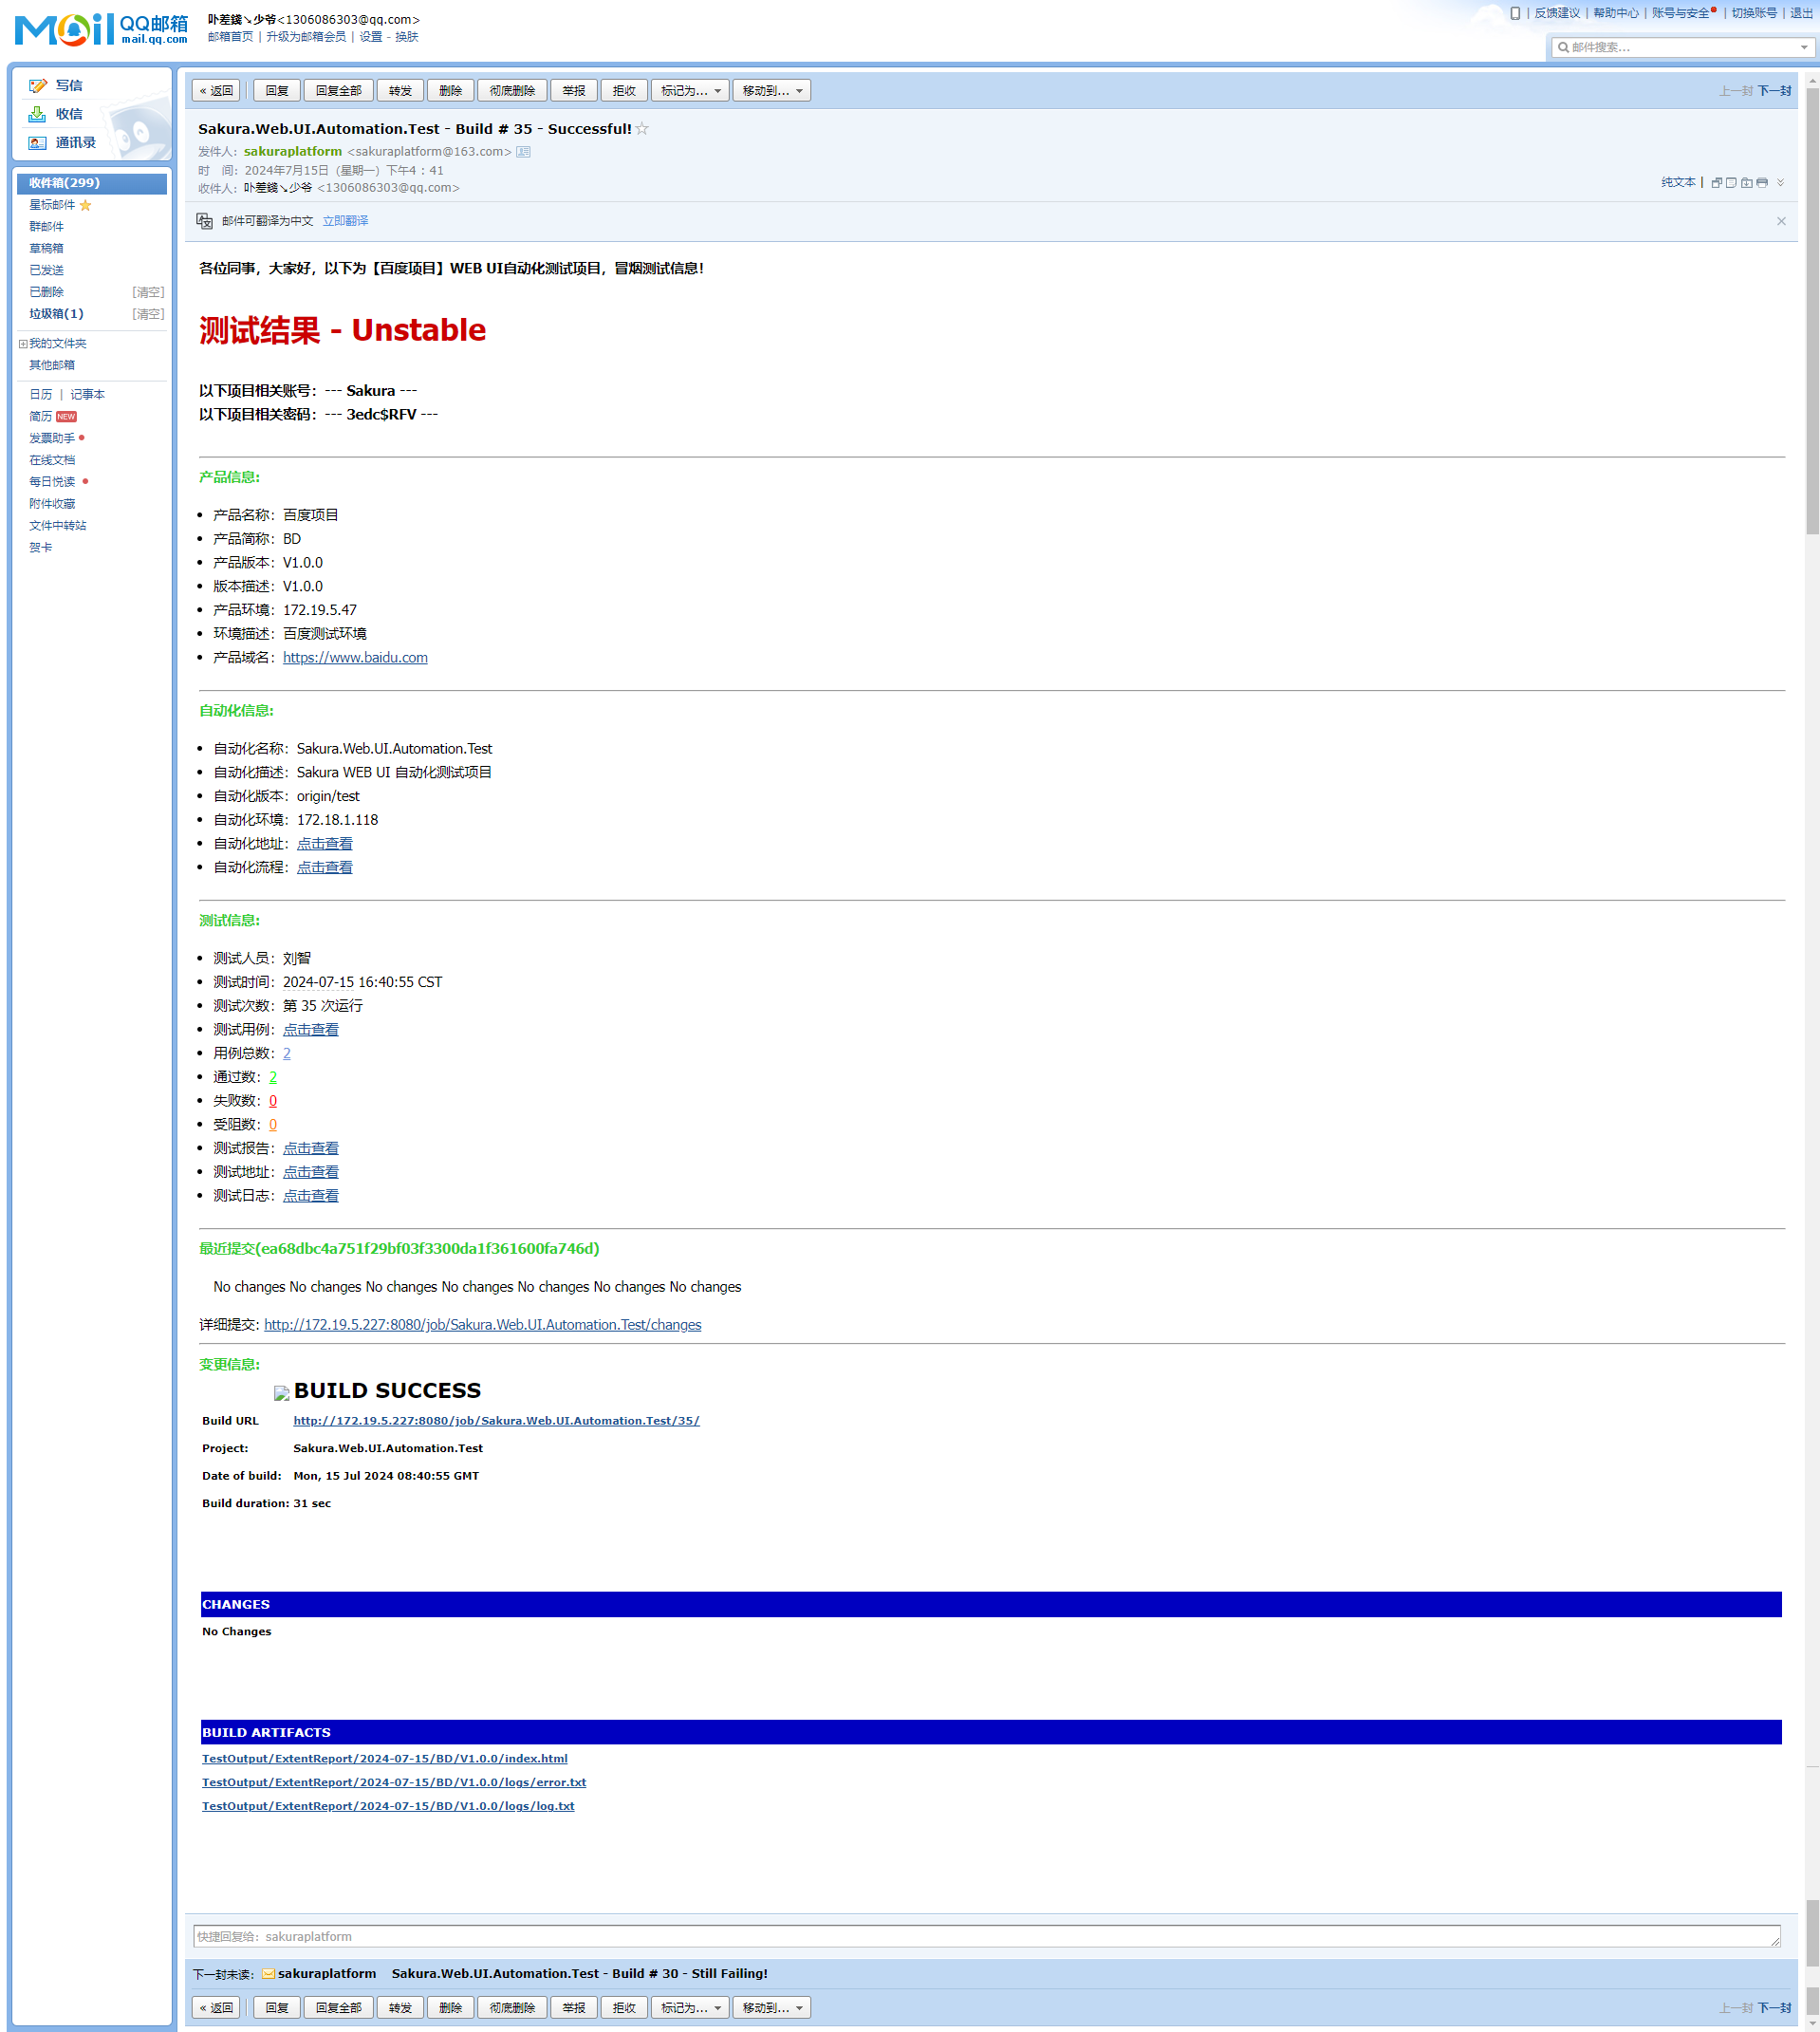 Mail QQ邮箱
mail.qq.com
卟差錢↘少爷<1306086303@qq.com>
邮箱首页 | 升级为邮箱会员 | 设置 - 换肤
| 反馈建议 | 帮助中心 | 账号与安全 | 切换账号 | 退出
邮件搜索...
写信
收信
通讯录
收件箱(299)
星标邮件
群邮件
草稿箱
已发送
已删除 [清空]
垃圾箱(1) [清空]
我的文件夹
其他邮箱
日历 | 记事本
简历 NEW
发票助手
在线文档
每日悦读
附件收藏
文件中转站
贺卡
« 返回 回复 回复全部 转发 删除 彻底删除 举报 拒收 标记为... 移动到... 上一封 下一封
Sakura.Web.UI.Automation.Test - Build # 35 - Successful!☆
发件人：sakuraplatform <sakuraplatform@163.com>
时 间：2024年7月15日（星期一）下午4：41
收件人：卟差錢↘少爷 <1306086303@qq.com>
纯文本 |
邮件可翻译为中文 立即翻译
各位同事，大家好，以下为【百度项目】WEB UI自动化测试项目，冒烟测试信息！
测试结果 - Unstable
以下项目相关账号：--- Sakura ---
以下项目相关密码：--- 3edc$RFV ---
产品信息:
• 产品名称：百度项目
• 产品简称：BD
• 产品版本：V1.0.0
• 版本描述：V1.0.0
• 产品环境：172.19.5.47
• 环境描述：百度测试环境
• 产品域名：https://www.baidu.com
自动化信息:
• 自动化名称：Sakura.Web.UI.Automation.Test
• 自动化描述：Sakura WEB UI 自动化测试项目
• 自动化版本：origin/test
• 自动化环境：172.18.1.118
• 自动化地址：点击查看
• 自动化流程：点击查看
测试信息:
• 测试人员：刘智
• 测试时间：2024-07-15 16:40:55 CST
• 测试次数：第 35 次运行
• 测试用例：点击查看
• 用例总数：2
• 通过数：2
• 失败数：0
• 受阻数：0
• 测试报告：点击查看
• 测试地址：点击查看
• 测试日志：点击查看
最近提交(ea68dbc4a751f29bf03f3300da1f361600fa746d)
No changes No changes No changes No changes No changes No changes No changes
详细提交: http://172.19.5.227:8080/job/Sakura.Web.UI.Automation.Test/changes
变更信息:
BUILD SUCCESS
Build URL http://172.19.5.227:8080/job/Sakura.Web.UI.Automation.Test/35/
Project: Sakura.Web.UI.Automation.Test
Date of build: Mon, 15 Jul 2024 08:40:55 GMT
Build duration: 31 sec
CHANGES
No Changes
BUILD ARTIFACTS
TestOutput/ExtentReport/2024-07-15/BD/V1.0.0/index.html
TestOutput/ExtentReport/2024-07-15/BD/V1.0.0/logs/error.txt
TestOutput/ExtentReport/2024-07-15/BD/V1.0.0/logs/log.txt
快捷回复给：sakuraplatform
下一封未读： sakuraplatform Sakura.Web.UI.Automation.Test - Build # 30 - Still Failing!
« 返回 回复 回复全部 转发 删除 彻底删除 举报 拒收 标记为... 移动到... 上一封 下一封